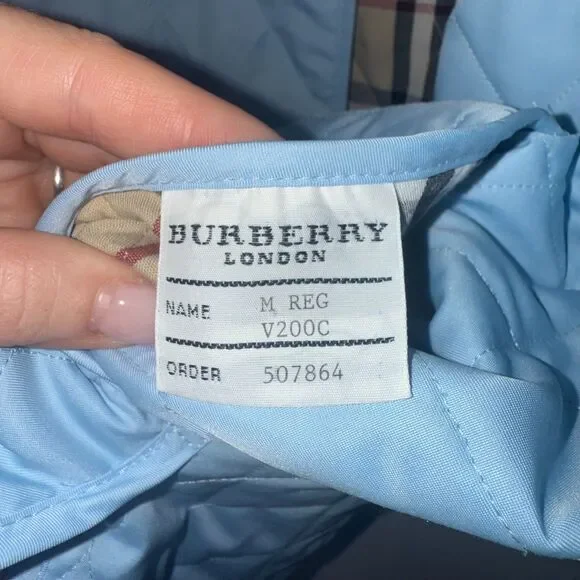 BURBERRY
LONDON
NAME M REG
V200C
ORDER 507864